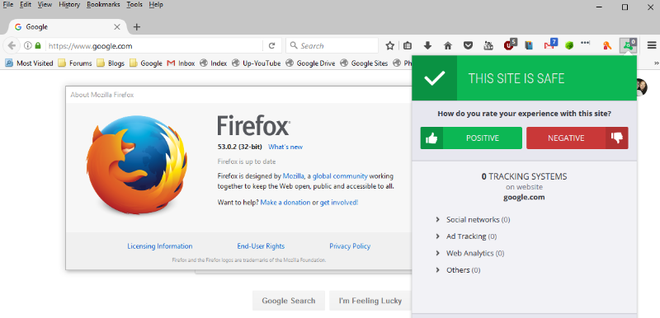 File Edit View History Bookmarks Tools Help
Google
https://www.google.com
Search
5
7
8
Most Visited
Forums
Blogs
Google
Inbox
Index
Up-YouTube
Google Drive
Google Sites
THIS SITE IS SAFE
About Mozilla Firefox
How do you rate your experience with this site?
Firefox
POSITIVE
NEGATIVE
53.0.2 (32-bit) What's new
Firefox is up to date
Firefox is designed by Mozilla, a global community working
together to keep the Web open, public and accessible to all.
Want to help? Make a donation or get involved!
0 TRACKING SYSTEMS
on website
google.com
Social networks (0)
Ad Tracking (0)
Web Analytics (0)
Others (0)
Licensing Information
End-User Rights
Privacy Policy
Firefox and the Firefox logos are trademarks of the Mozilla Foundation.
Google Search
I'm Feeling Lucky